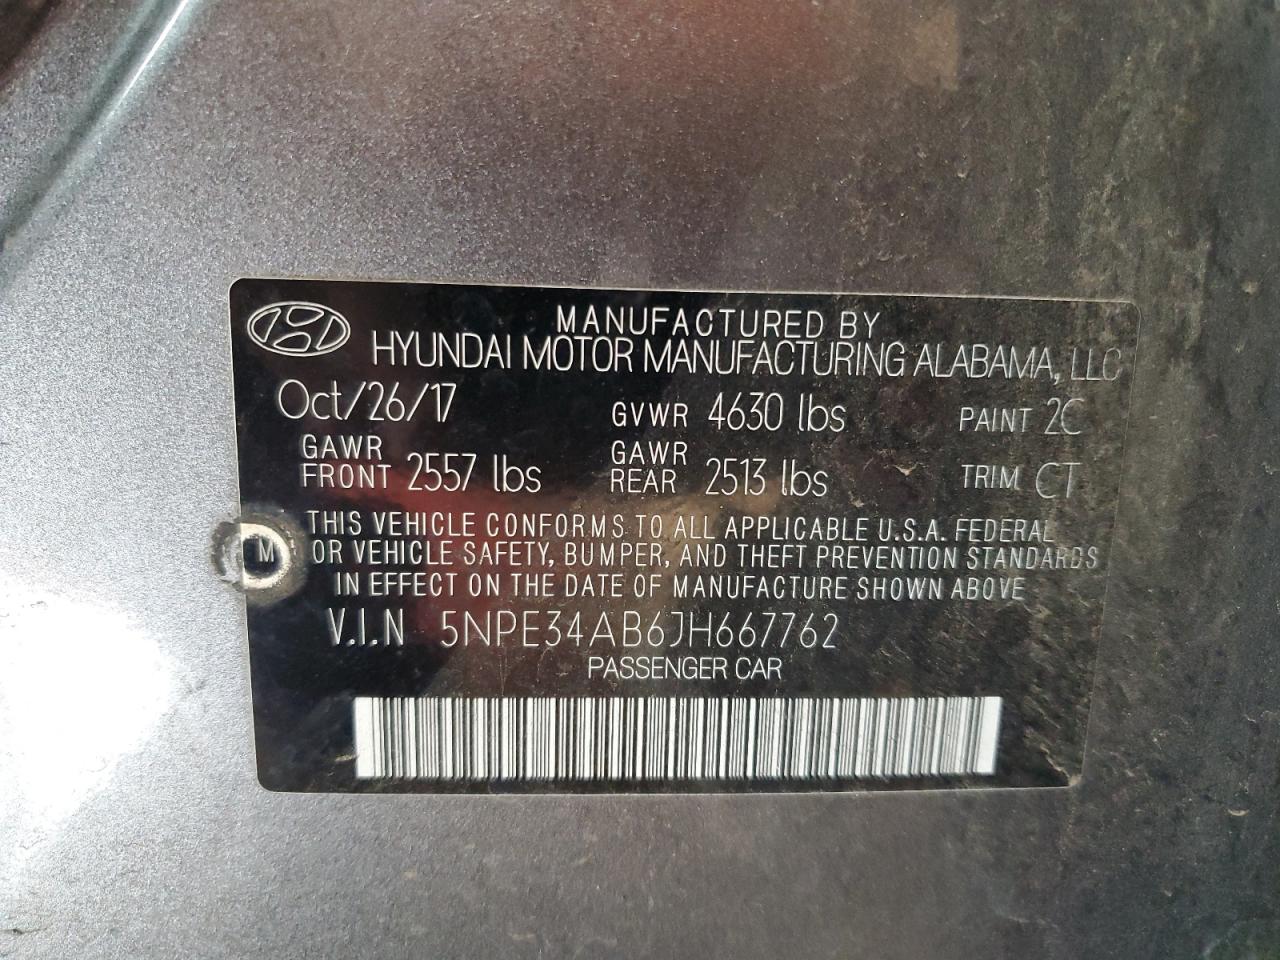 MANUFACTURED BY
HYUNDAI MOTOR MANUFACTURING ALABAMA, LLC
Oct/26/17 GVWR 4630 lbs PAINT 2C
GAWR FRONT 2557 lbs GAWR REAR 2513 lbs TRIM CT
THIS VEHICLE CONFORMS TO ALL APPLICABLE U.S.A. FEDERAL
M OR VEHICLE SAFETY, BUMPER, AND THEFT PREVENTION STANDARDS
IN EFFECT ON THE DATE OF MANUFACTURE SHOWN ABOVE
V.I.N 5NPE34AB6JH667762
PASSENGER CAR